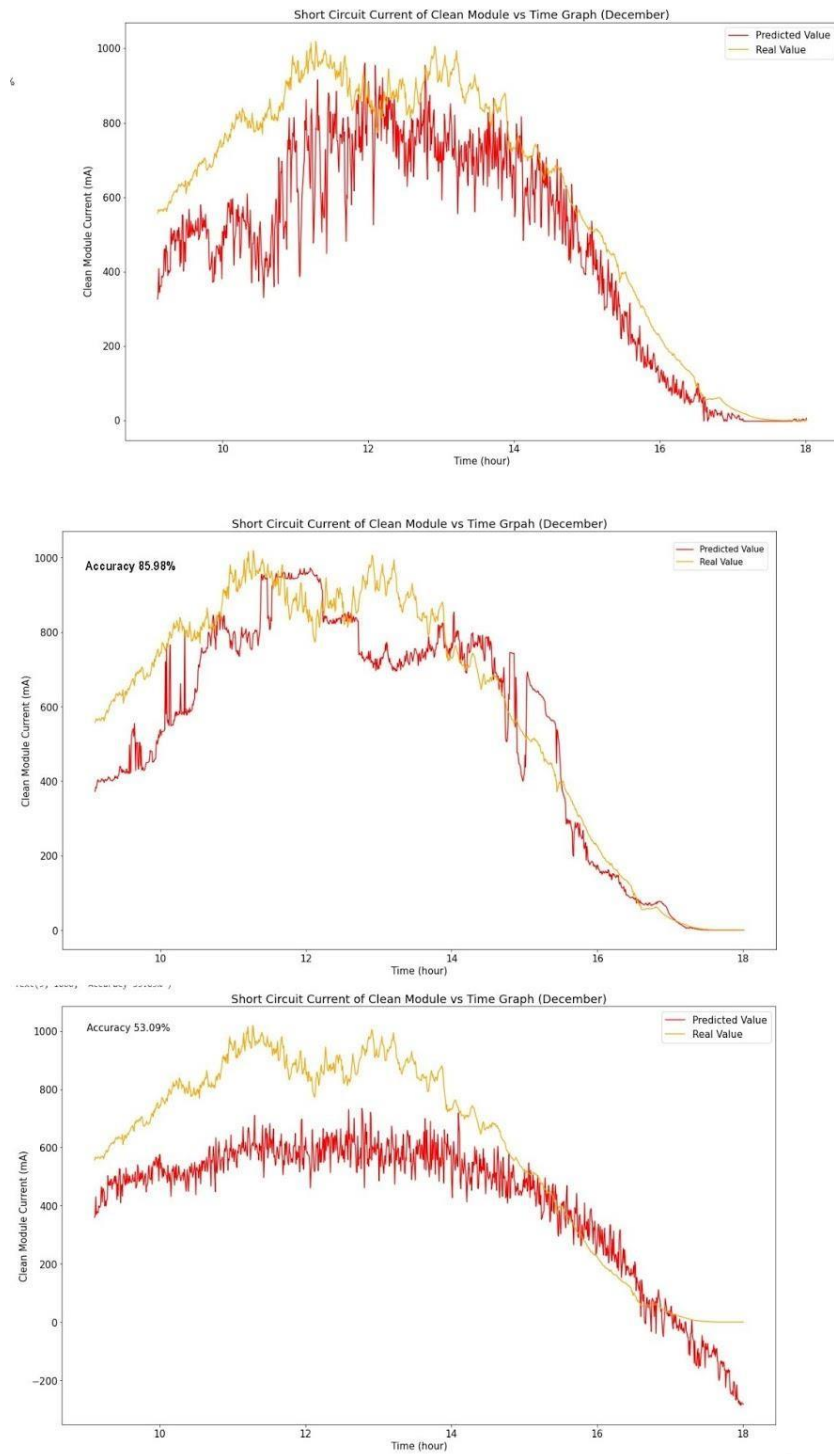 Short Circuit Current of Clean Module vs Time Graph (December)
%
1000
800
600
400
200
0
Clean Module Current (mA)
Predicted Value
Real Value
10
12
14
16
18
Time (hour)
Short Circuit Current of Clean Module vs Time Grpah (December)
Accuracy 85.98%
1000
800
600
400
200
0
Clean Module Current (mA)
Predicted Value
Real Value
10
12
14
16
18
Time (hour)
Short Circuit Current of Clean Module vs Time Graph (December)
Accuracy 53.09%
1000
800
600
400
200
0
−200
Clean Module Current (mA)
Predicted Value
Real Value
10
12
14
16
18
Time (hour)